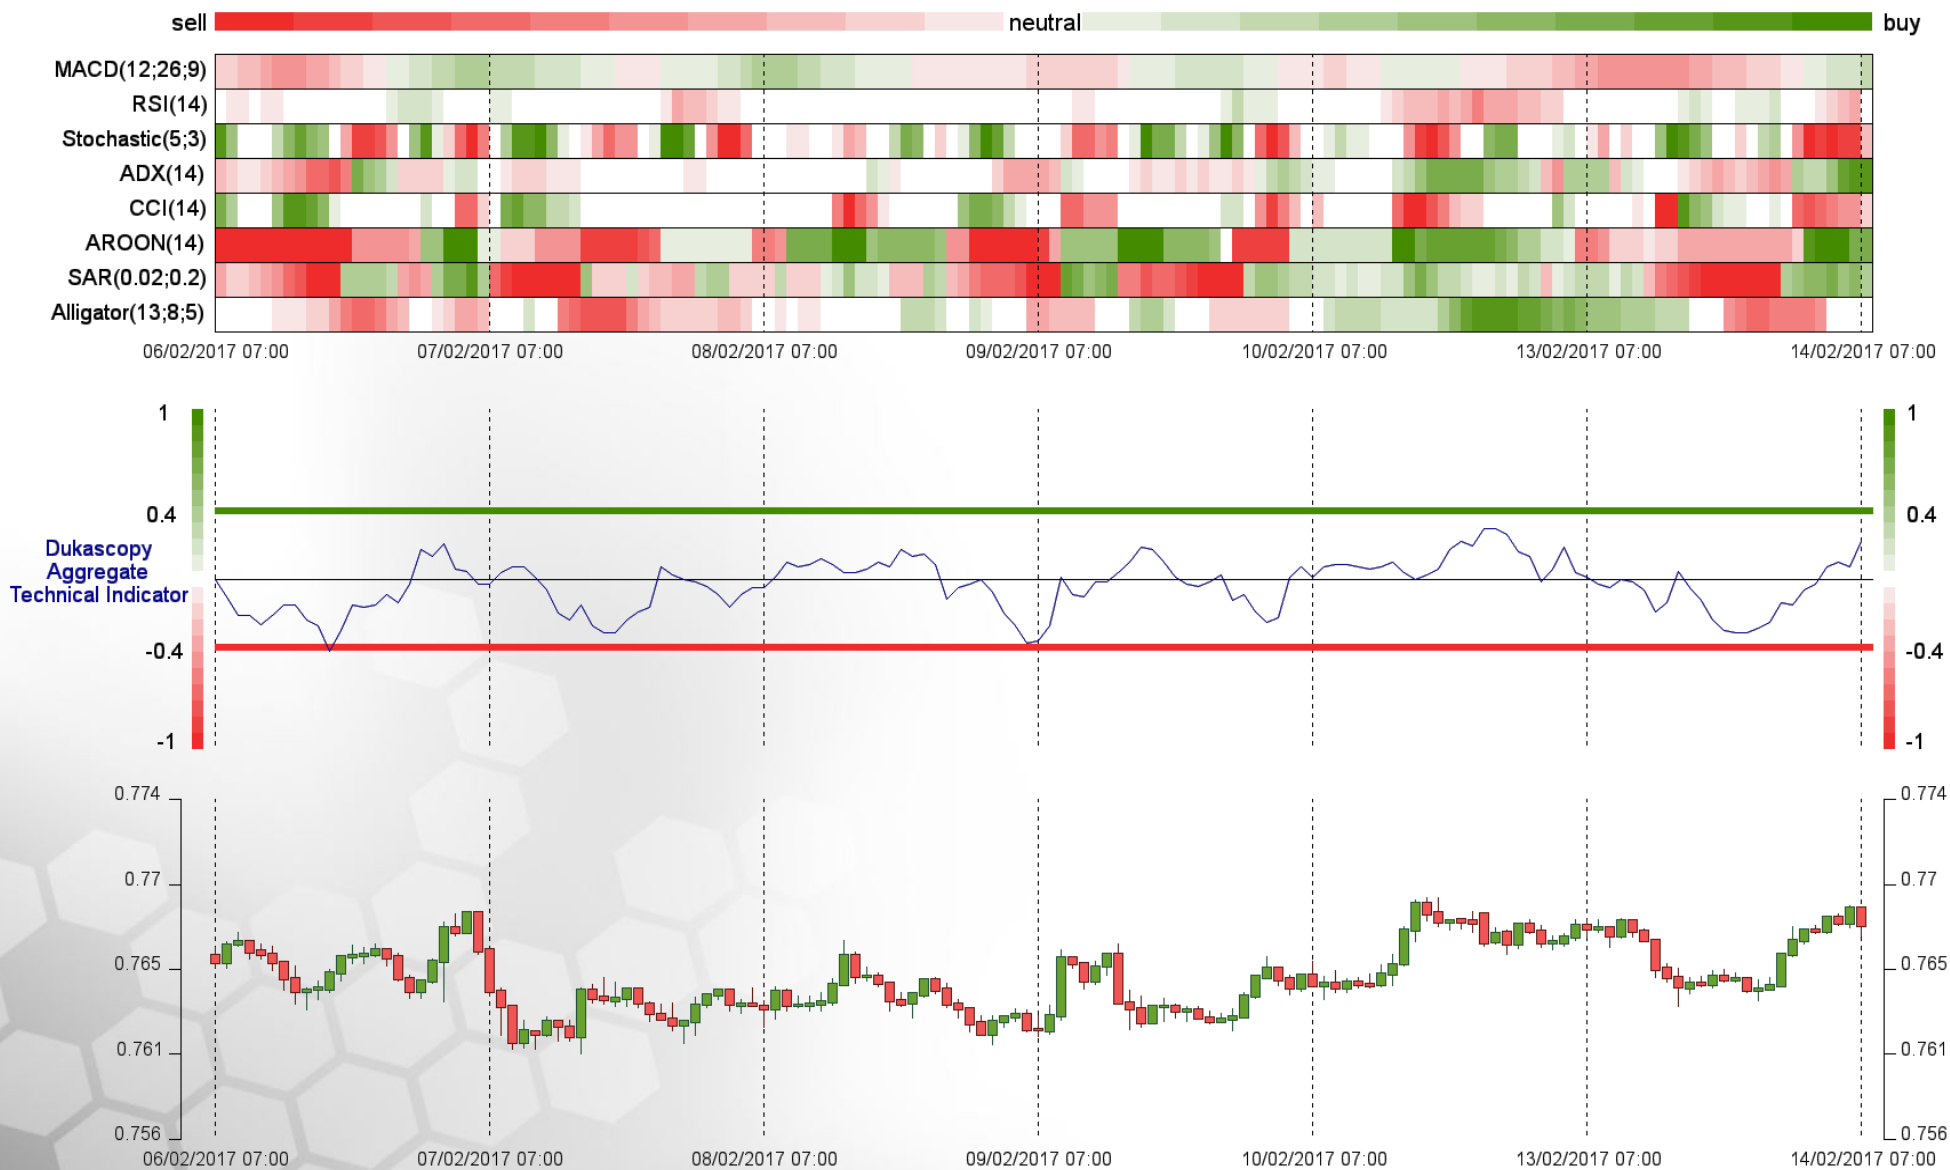 sell neutral buy
MACD(12;26;9)
RSI(14)
Stochastic(5;3)
ADX(14)
CCI(14)
AROON(14)
SAR(0.02;0.2)
Alligator(13;8;5)
06/02/2017 07:00 07/02/2017 07:00 08/02/2017 07:00 09/02/2017 07:00 10/02/2017 07:00 13/02/2017 07:00 14/02/2017 07:00
1 1
0.4 0.4
Dukascopy
Aggregate
Technical Indicator
-0.4 -0.4
-1 -1
0.774 0.774
0.77 0.77
0.765 0.765
0.761 0.761
0.756 0.756
06/02/2017 07:00 07/02/2017 07:00 08/02/2017 07:00 09/02/2017 07:00 10/02/2017 07:00 13/02/2017 07:00 14/02/2017 07:00